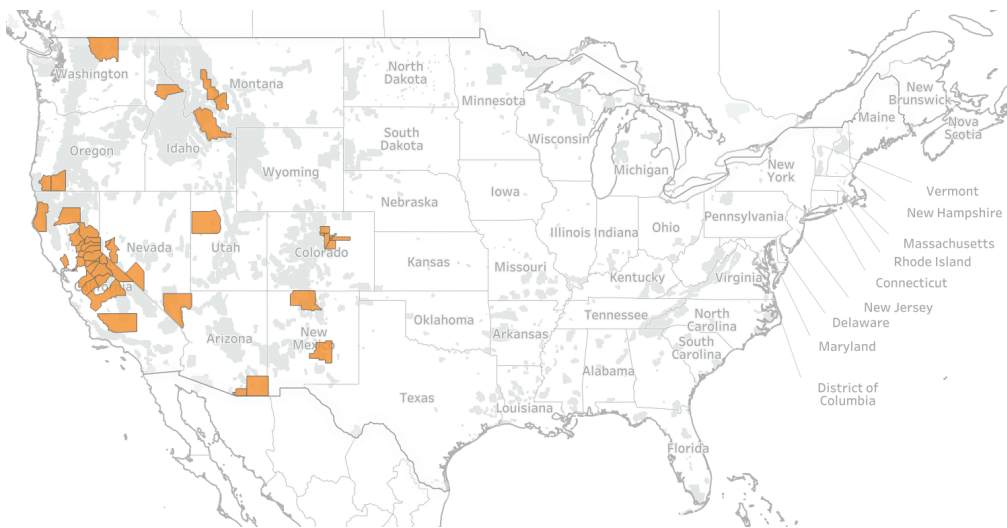 Washington
Montana
North
Dakota
Minnesota
New
Brunswick
Maine
Nova
Scotia
Oregon
Idaho
South
Dakota
Wisconsin
Michigan
New
York
Wyoming
Vermont
Iowa
Nebraska
New Hampshire
Pennsylvania
Ohio
Illinois
Indiana
Massachusetts
Rhode Island
Nevada
Utah
Colorado
Kansas
Missouri
Connecticut
Kentucky
Virginia
New Jersey
Delaware
Oklahoma
Tennessee
North
Carolina
Arizona
New
Mexico
Arkansas
South
Carolina
Maryland
Alabama
Texas
Louisiana
District of
Columbia
Florida